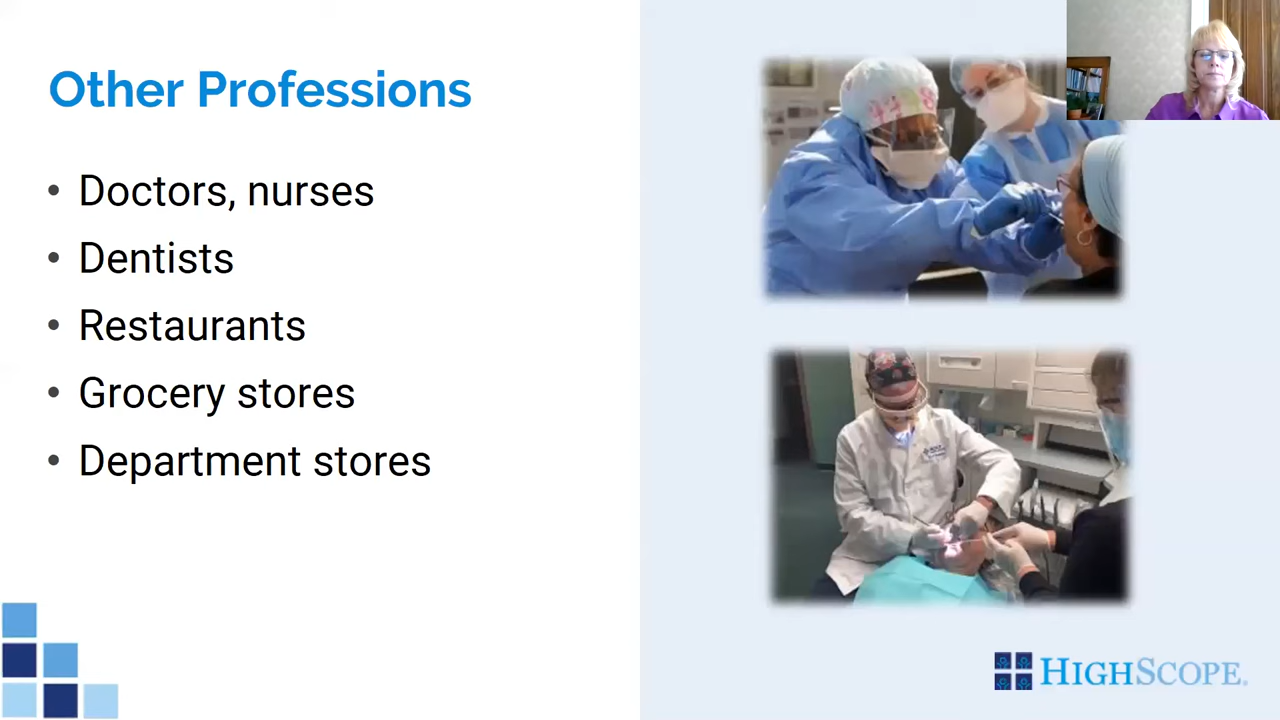 Other Professions
• Doctors, nurses
• Dentists
• Restaurants
• Grocery stores
• Department stores
HIGHSCOPE.